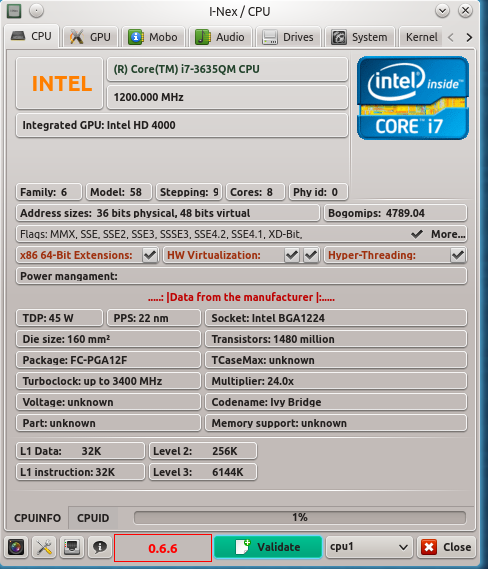 I-Nex / CPU
CPU GPU Mobo Audio Drives System Kernel
INTEL
(R) Core(TM) i7-3635QM CPU
1200.000 MHz
Integrated GPU: Intel HD 4000
intel inside™
CORE™ i7
Family: 6 Model: 58 Stepping: 9 Cores: 8 Phy id: 0
Address sizes: 36 bits physical, 48 bits virtual Bogomips: 4789.04
Flags: MMX, SSE, SSE2, SSE3, SSSE3, SSE4.2, SSE4.1, XD-Bit, More...
x86 64-Bit Extensions: HW Virtualization: Hyper-Threading:
Power mangament:
.....: |Data from the manufacturer |:.....
TDP: 45 W PPS: 22 nm Socket: Intel BGA1224
Die size: 160 mm² Transistors: 1480 million
Package: FC-PGA12F TCaseMax: unknown
Turboclock: up to 3400 MHz Multiplier: 24.0x
Voltage: unknown Codename: Ivy Bridge
Part: unknown Memory support: unknown
L1 Data: 32K Level 2: 256K
L1 instruction: 32K Level 3: 6144K
CPUINFO CPUID 1%
0.6.6 Validate cpu1 Close